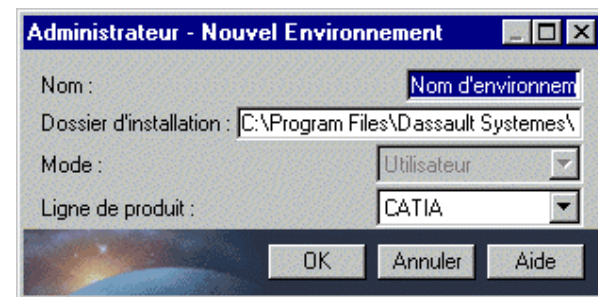 Administrateur - Nouvel Environnement
Nom : Nom d'environnem
Dossier d'installation : C:\Program Files\Dassault Systemes\
Mode : Utilisateur
Ligne de produit : CATIA
OK Annuler Aide